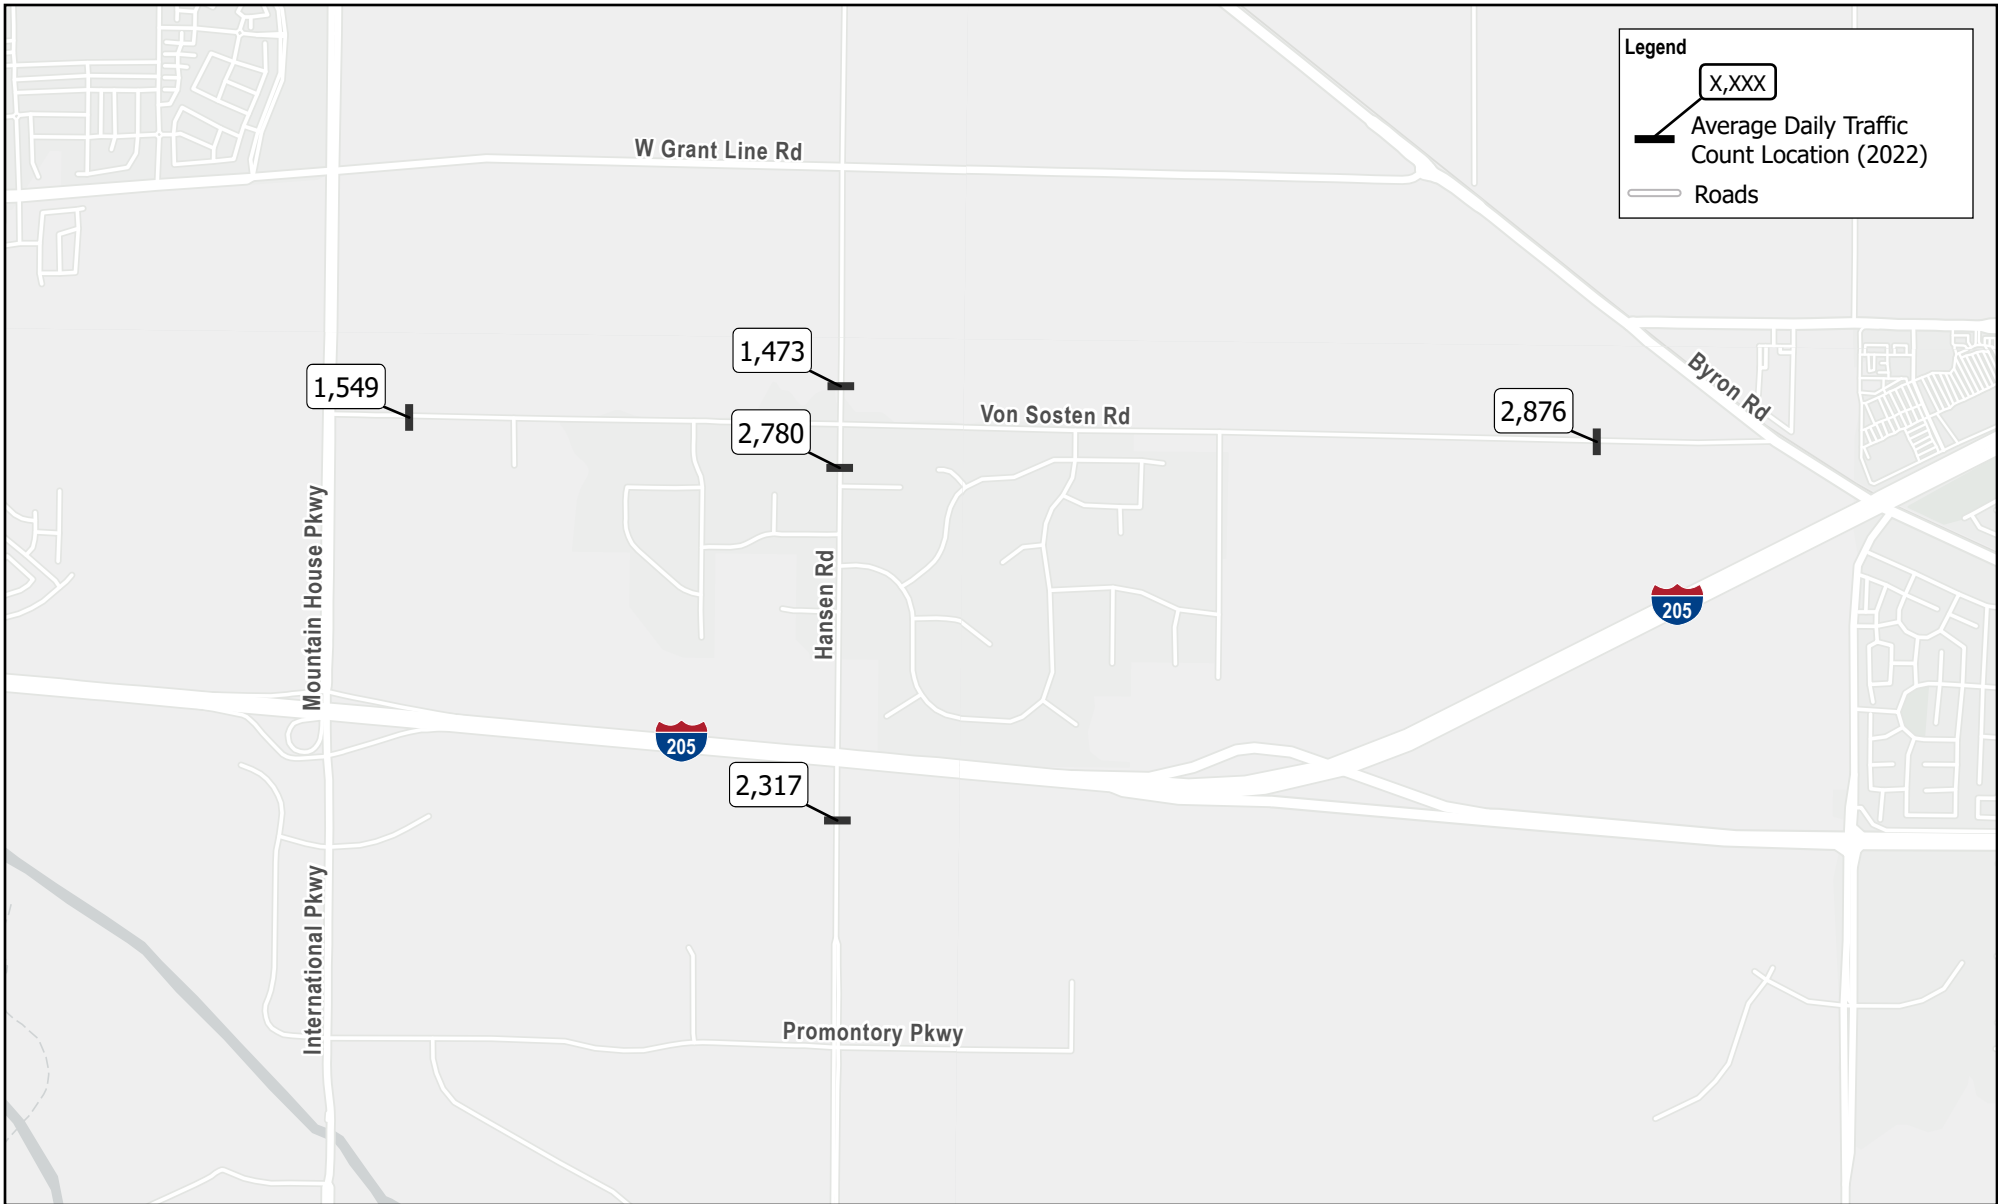 Legend
X,XXX
Average Daily Traffic
Count Location (2022)
Roads
W Grant Line Rd
1,473
1,549
Byron Rd
Von Sosten Rd
2,876
2,780
Mountain House Pkwy
Hansen Rd
205
205
2,317
International Pkwy
Promontory Pkwy